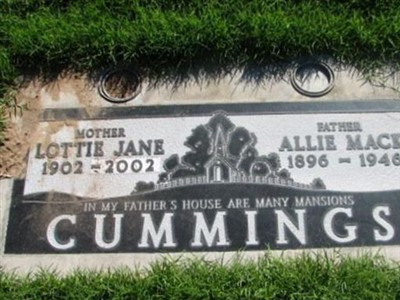 MOTHER
LOTTIE JANE
1902 - 2002
FATHER
ALLIE MACK
1896 - 1946
IN MY FATHER'S HOUSE ARE MANY MANSIONS
CUMMINGS